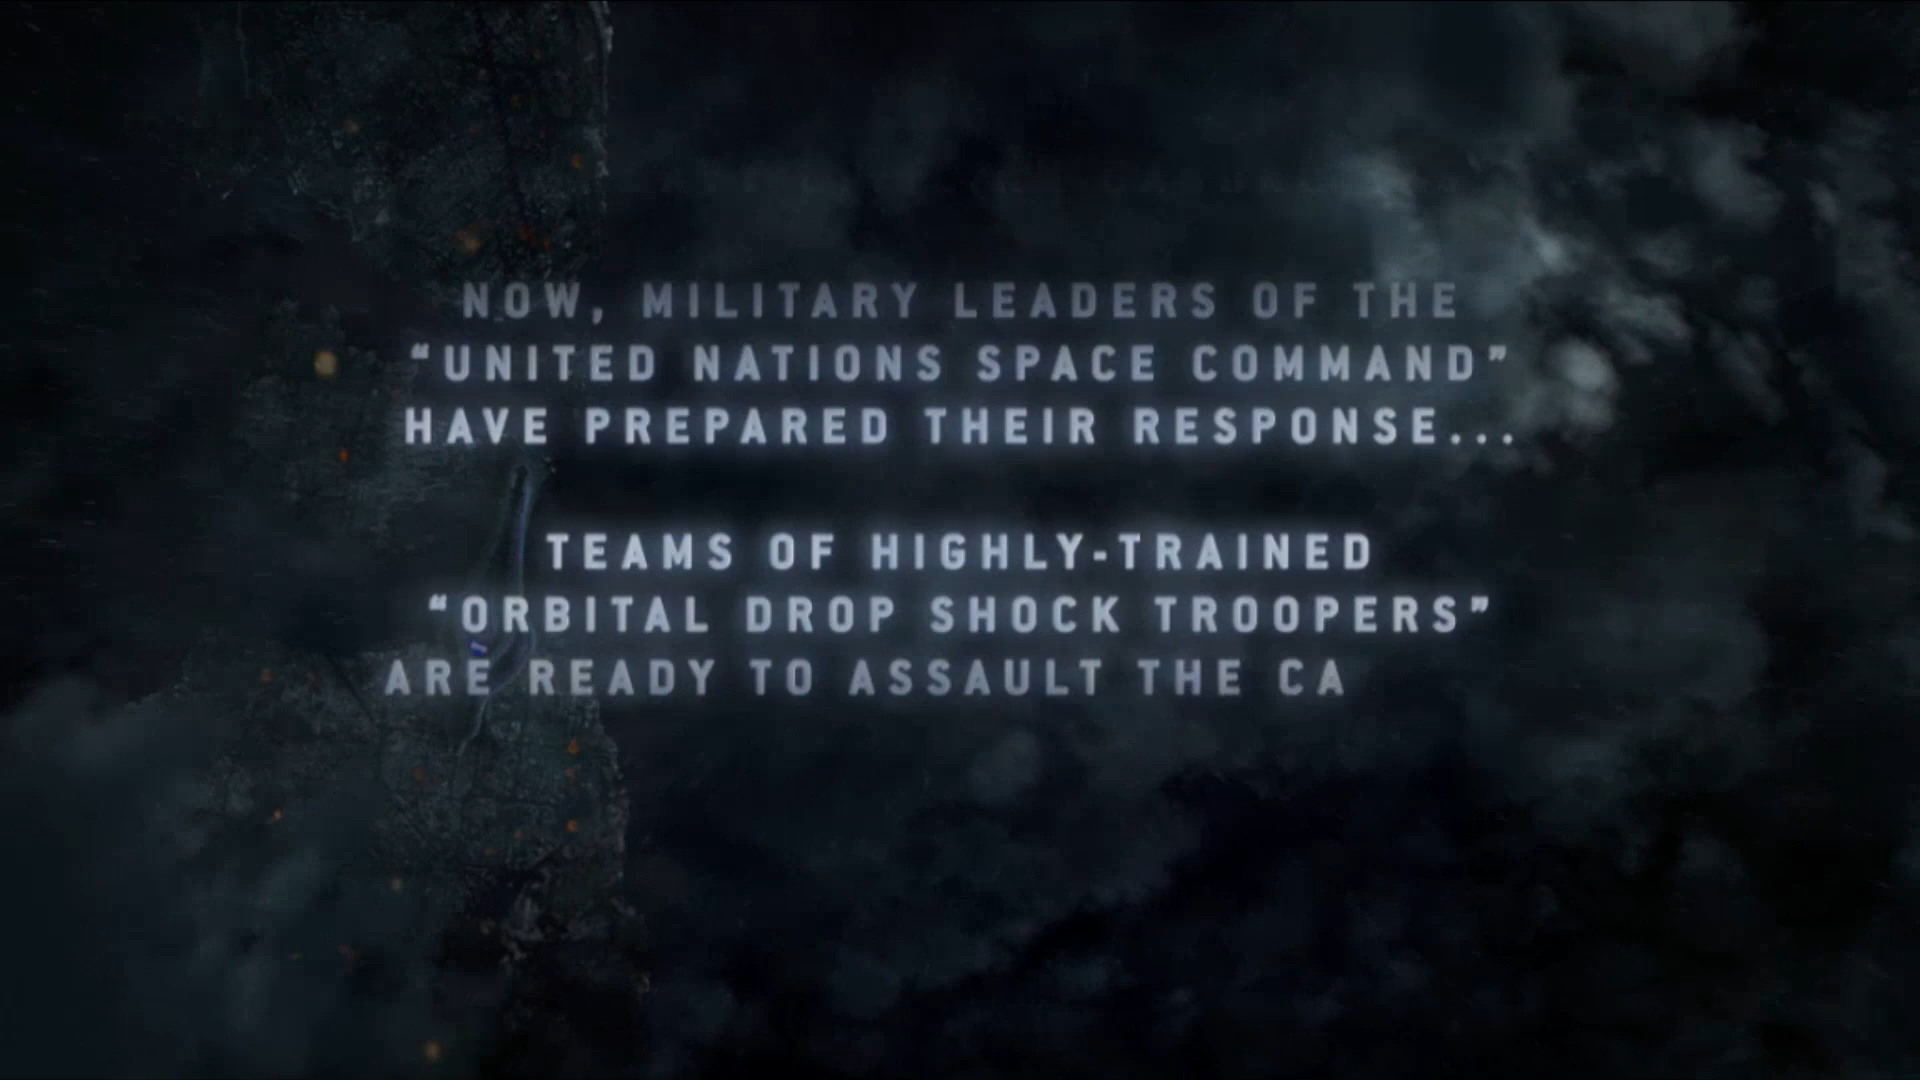 NOW, MILITARY LEADERS OF THE
“UNITED NATIONS SPACE COMMAND”
HAVE PREPARED THEIR RESPONSE...
TEAMS OF HIGHLY-TRAINED
“ORBITAL DROP SHOCK TROOPERS”
ARE READY TO ASSAULT THE CA